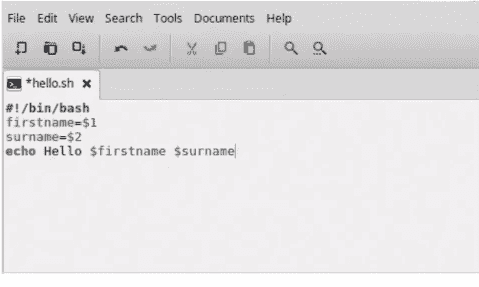 File Edit View Search Tools Documents Help
*hello.sh
#!/bin/bash
firstname=$1
surname=$2
echo Hello $firstname $surname